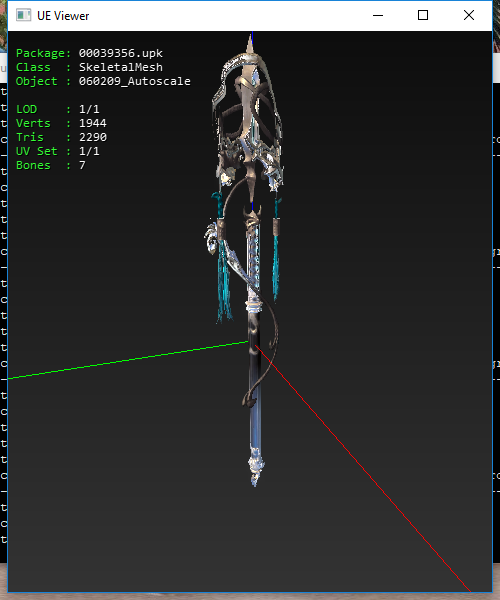 UE Viewer
Package: 00039356.upk
Class  : SkeletalMesh
Object : 060209_Autoscale
LOD    : 1/1
Verts  : 1944
Tris   : 2290
UV Set : 1/1
Bones  : 7